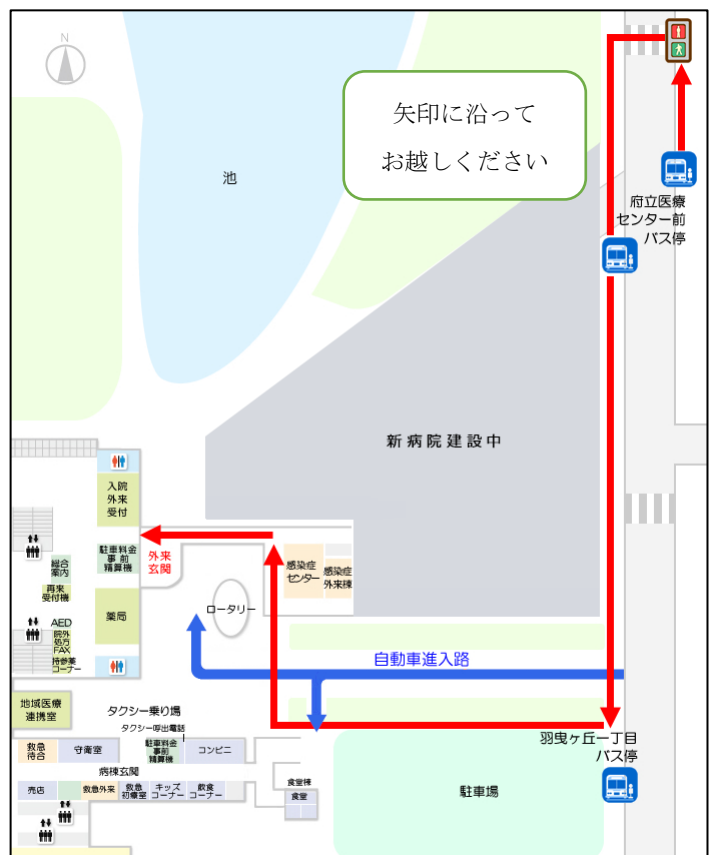 N
矢印に沿って
お越しください
池
府立医療
センター前
バス停
新病院建設中
入院
外来
受付
駐車料金
事前
精算機
外来
玄関
総合
案内
再来
受付機
感染症
センター
感染症
外来棟
ロータリー
薬局
AED
院外
処方
FAX
持参薬
コーナー
自動車進入路
地域医療
連携室
タクシー乗り場
タクシー呼出電話
救急
待合
守衛室
駐車料金
事前
精算機
コンビニ
病棟玄関
売店
救急外来
救急
初療室
キッズ
コーナー
飲食
コーナー
食堂棟
食堂
駐車場
羽曳ヶ丘一丁目
バス停